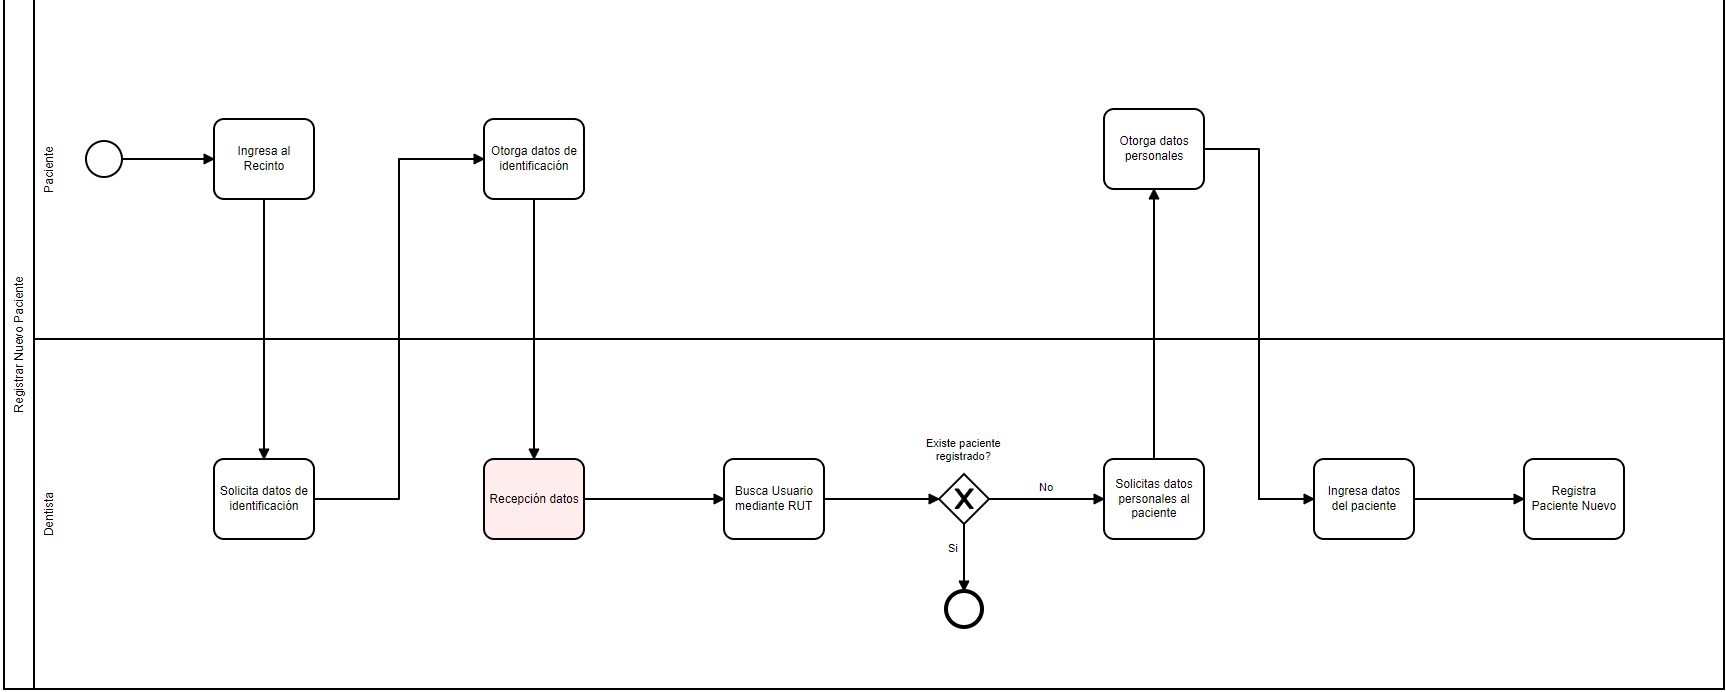 Registrar Nuevo Paciente
Paciente
Ingresa al
Recinto
Otorga datos de
identificación
Otorga datos
personales
Dentista
Solicita datos de
identificación
Recepción datos
Busca Usuario
mediante RUT
Existe paciente
registrado?
No
Si
Solicitas datos
personales al
paciente
Ingresa datos
del paciente
Registra
Paciente Nuevo